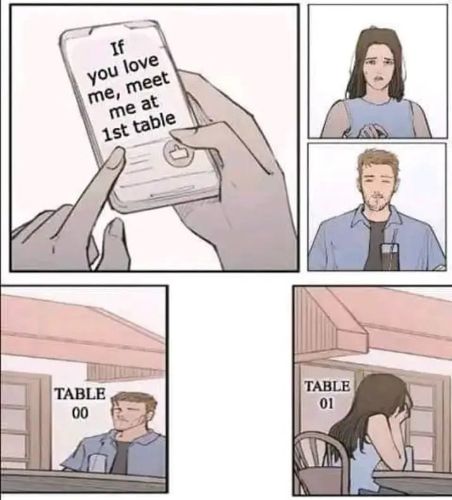 If
you love
me, meet
me at
1st table
TABLE
00
TABLE
01